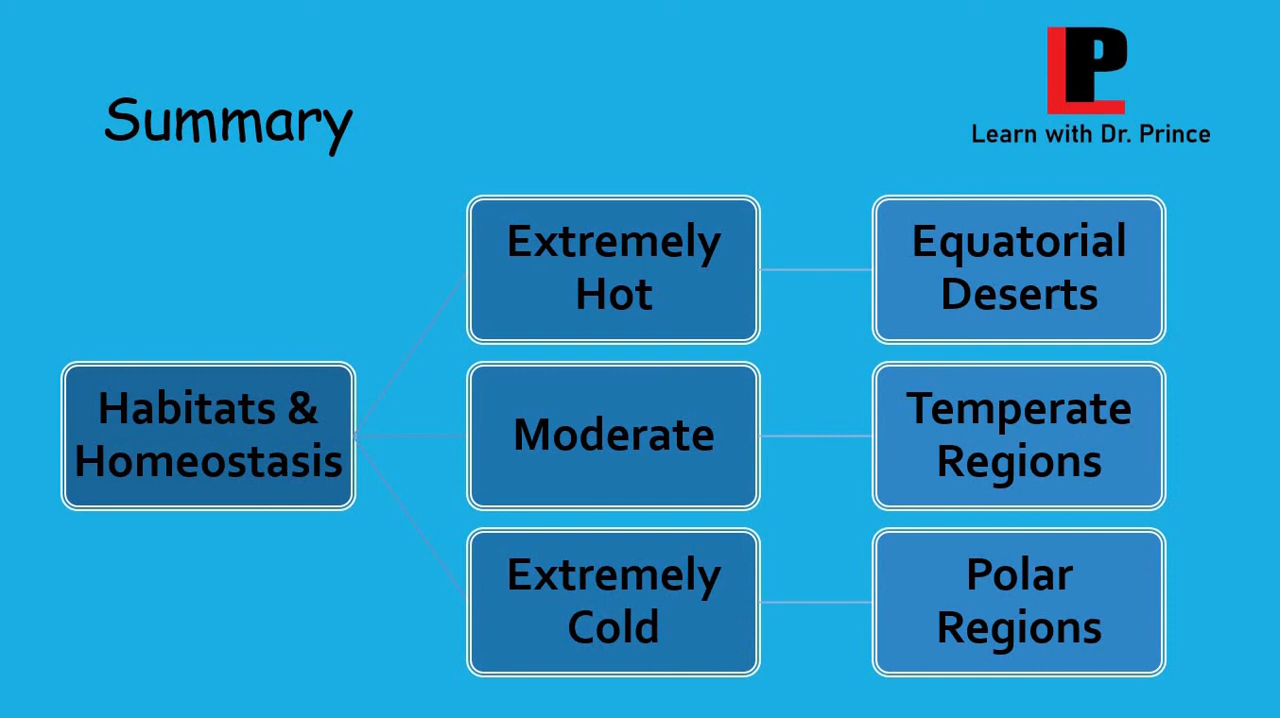 LP
Learn with Dr. Prince
Summary
Habitats &
Homeostasis
Extremely
Hot
Equatorial
Deserts
Moderate
Temperate
Regions
Extremely
Cold
Polar
Regions